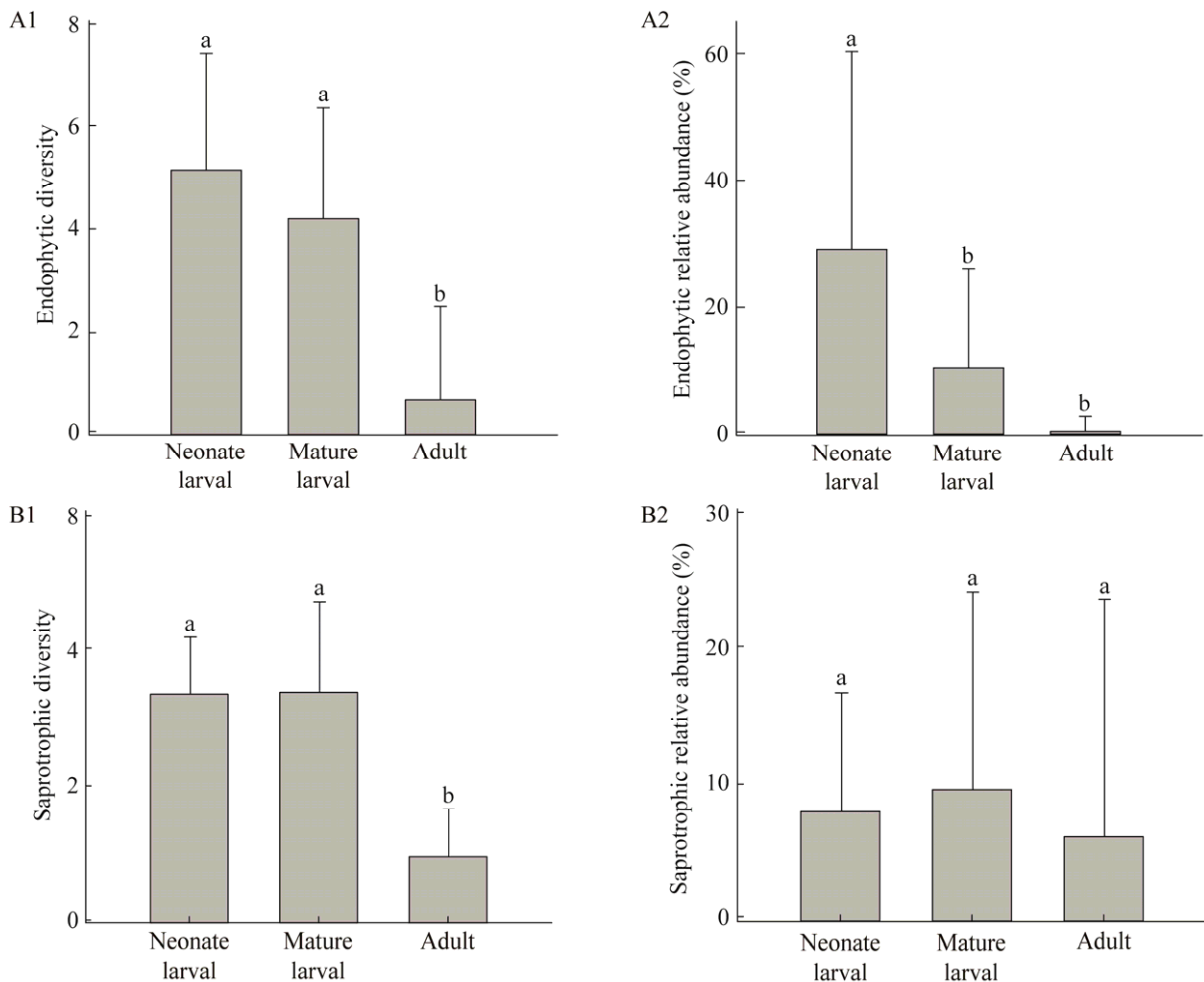 A1
8
6
4
2
0
Endophytic diversity
a
a
b
Neonate
larval
Mature
larval
Adult
A2
60
40
20
0
Endophytic relative abundance (%)
a
b
b
Neonate
larval
Mature
larval
Adult
B1
8
4
2
0
Saprotrophic diversity
a
a
b
Neonate
larval
Mature
larval
Adult
B2
30
20
10
0
Saprotrophic relative abundance (%)
a
a
a
Neonate
larval
Mature
larval
Adult